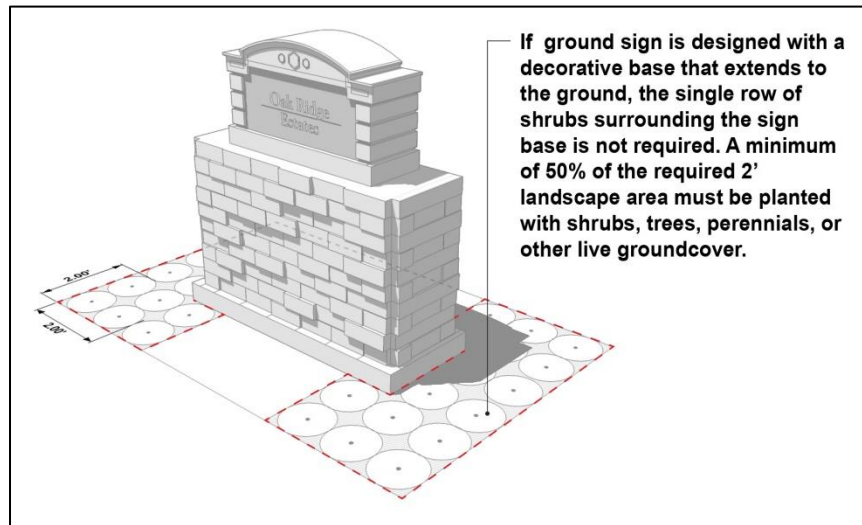 If ground sign is designed with a
decorative base that extends to
the ground, the single row of
shrubs surrounding the sign
base is not required. A minimum
of 50% of the required 2’
landscape area must be planted
with shrubs, trees, perennials, or
other live groundcover.
Oak Ridge
Estates
2.00'
2.00'